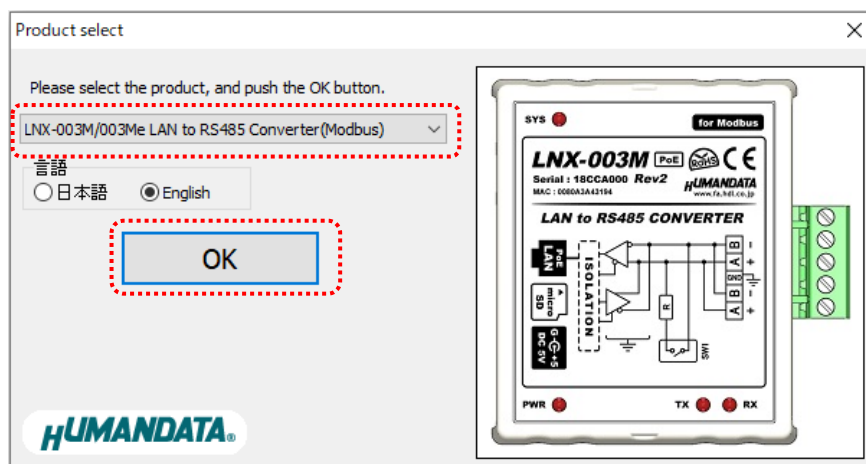 Product select
Please select the product, and push the OK button.
LNX-003M/003Me LAN to RS485 Converter(Modbus)
言語
日本語 English
OK
HUMANDATA®
SYS for Modbus
LNX-003M PoE RoHS CE
Serial : 18CCA000 Rev2 HUMANDATA
MAC : 0080A3A43194 www.fa.hdl.co.jp
LAN to RS485 CONVERTER
PoE LAN
micro SD
G +5
DC 5V
ISOLATION
R
SW1
B -
A +
GND
B -
A +
PWR TX RX